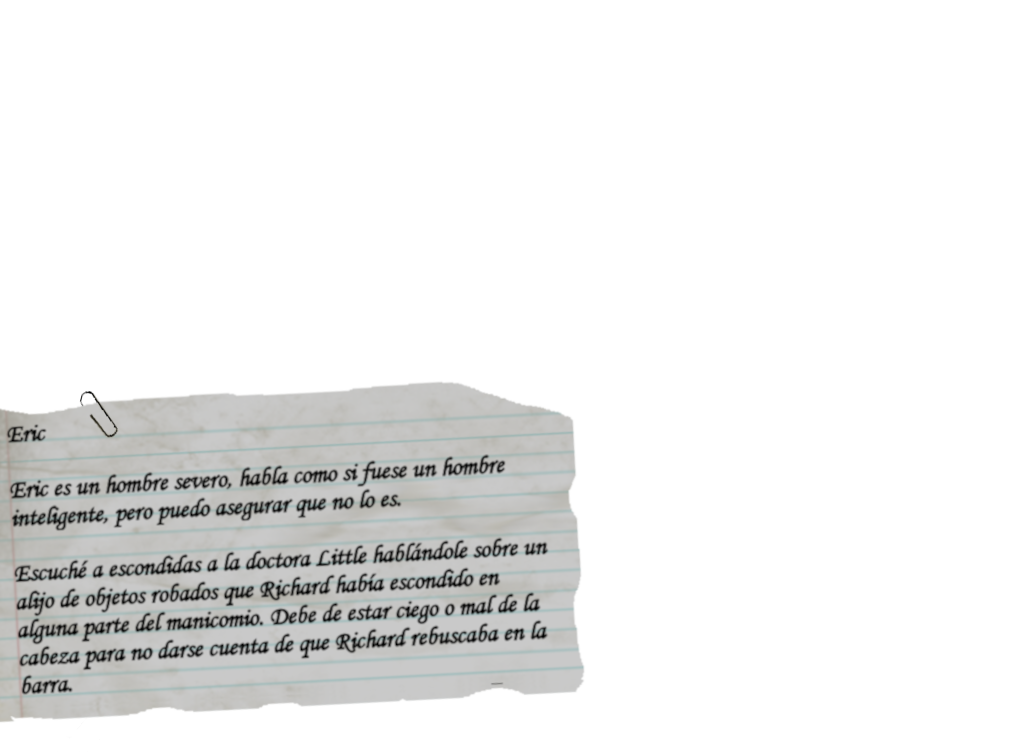 Eric
Eric es un hombre severo, habla como si fuese un hombre
inteligente, pero puedo asegurar que no lo es.
Escuché a escondidas a la doctora Little hablándole sobre un
alijo de objetos robados que Richard había escondido en
alguna parte del manicomio. Debe de estar ciego o mal de la
cabeza para no darse cuenta de que Richard rebuscaba en la
barra.